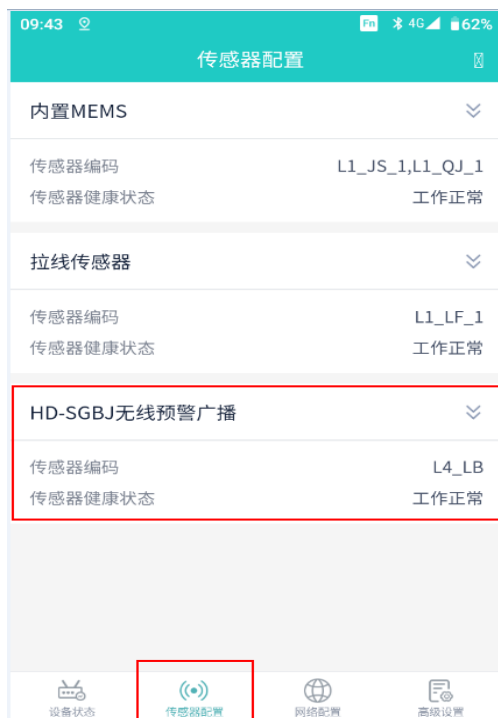 09:43 Fn 4G 62%
传感器配置
内置MEMS
传感器编码 L1_JS_1,L1_QJ_1
传感器健康状态 工作正常
拉线传感器
传感器编码 L1_LF_1
传感器健康状态 工作正常
HD-SGBJ无线预警广播
传感器编码 L4_LB
传感器健康状态 工作正常
设备状态 传感器配置 网络配置 高级设置